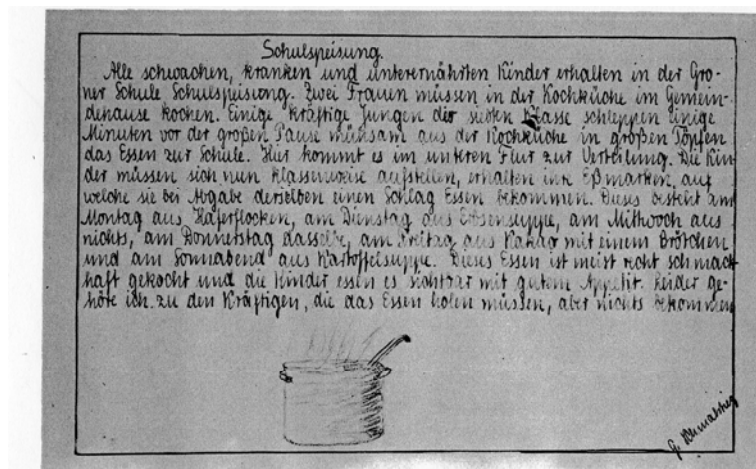 Schulspeisung.
Alle schwachen, kranken und unterernährten Kinder erhalten in der Gro-
ner Schule Schulspeisung. Zwei Frauen müssen in der Kochküche im Gemein-
dehause kochen. Einige kräftige Jungen der siebten Klasse schleppen einige
Minuten vor der großen Pause mühsam aus der Kochküche in großen Töpfen
das Essen zur Schule. Hier kommt es im unteren Flur zur Verteilung. Die Kin-
der müssen sich nun klassenweise aufstellen, erhalten ihre Eßmarken, auf
welche sie bei Abgabe derselben einen Schlag Essen bekommen. Dieses besteht am
Montag aus Haferflocken, am Dienstag aus Erbsensuppe, am Mittwoch aus
nichts, am Donnerstag dasselbe, am Freitag aus Kakao mit einem Brötchen
und am Sonnabend aus Kartoffelsuppe. Dieses Essen ist meist recht schmack-
haft gekocht und die Kinder essen es sichtbar mit gutem Appetit. Leider ge-
höre ich zu den Kräftigen, die das Essen holen müssen, aber nichts bekommen
G.